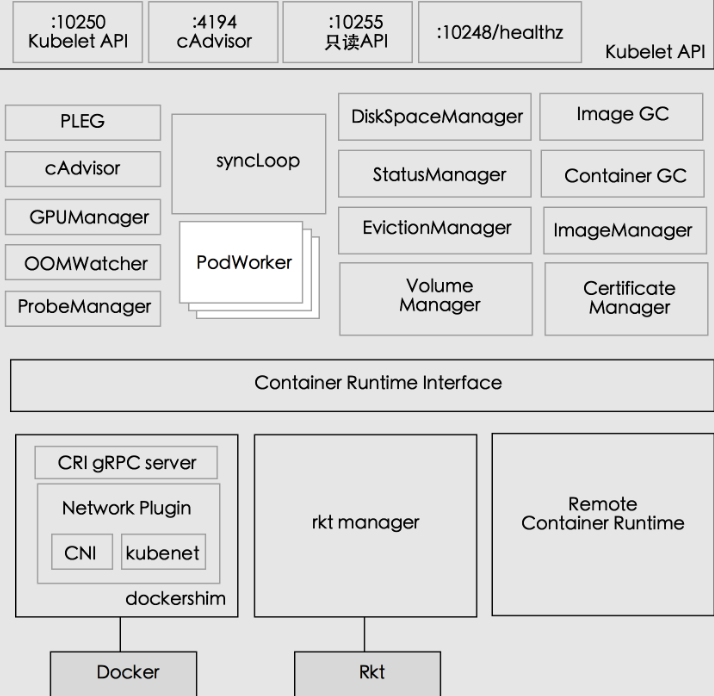 :10250
Kubelet API
:4194
cAdvisor
:10255
只读API
:10248/healthz
Kubelet API
PLEG
cAdvisor
GPUManager
OOMWatcher
ProbeManager
syncLoop
PodWorker
DiskSpaceManager
StatusManager
EvictionManager
Volume
Manager
Image GC
Container GC
ImageManager
Certificate
Manager
Container Runtime Interface
CRI gRPC server
Network Plugin
CNI
kubenet
dockershim
rkt manager
Remote
Container Runtime
Docker
Rkt